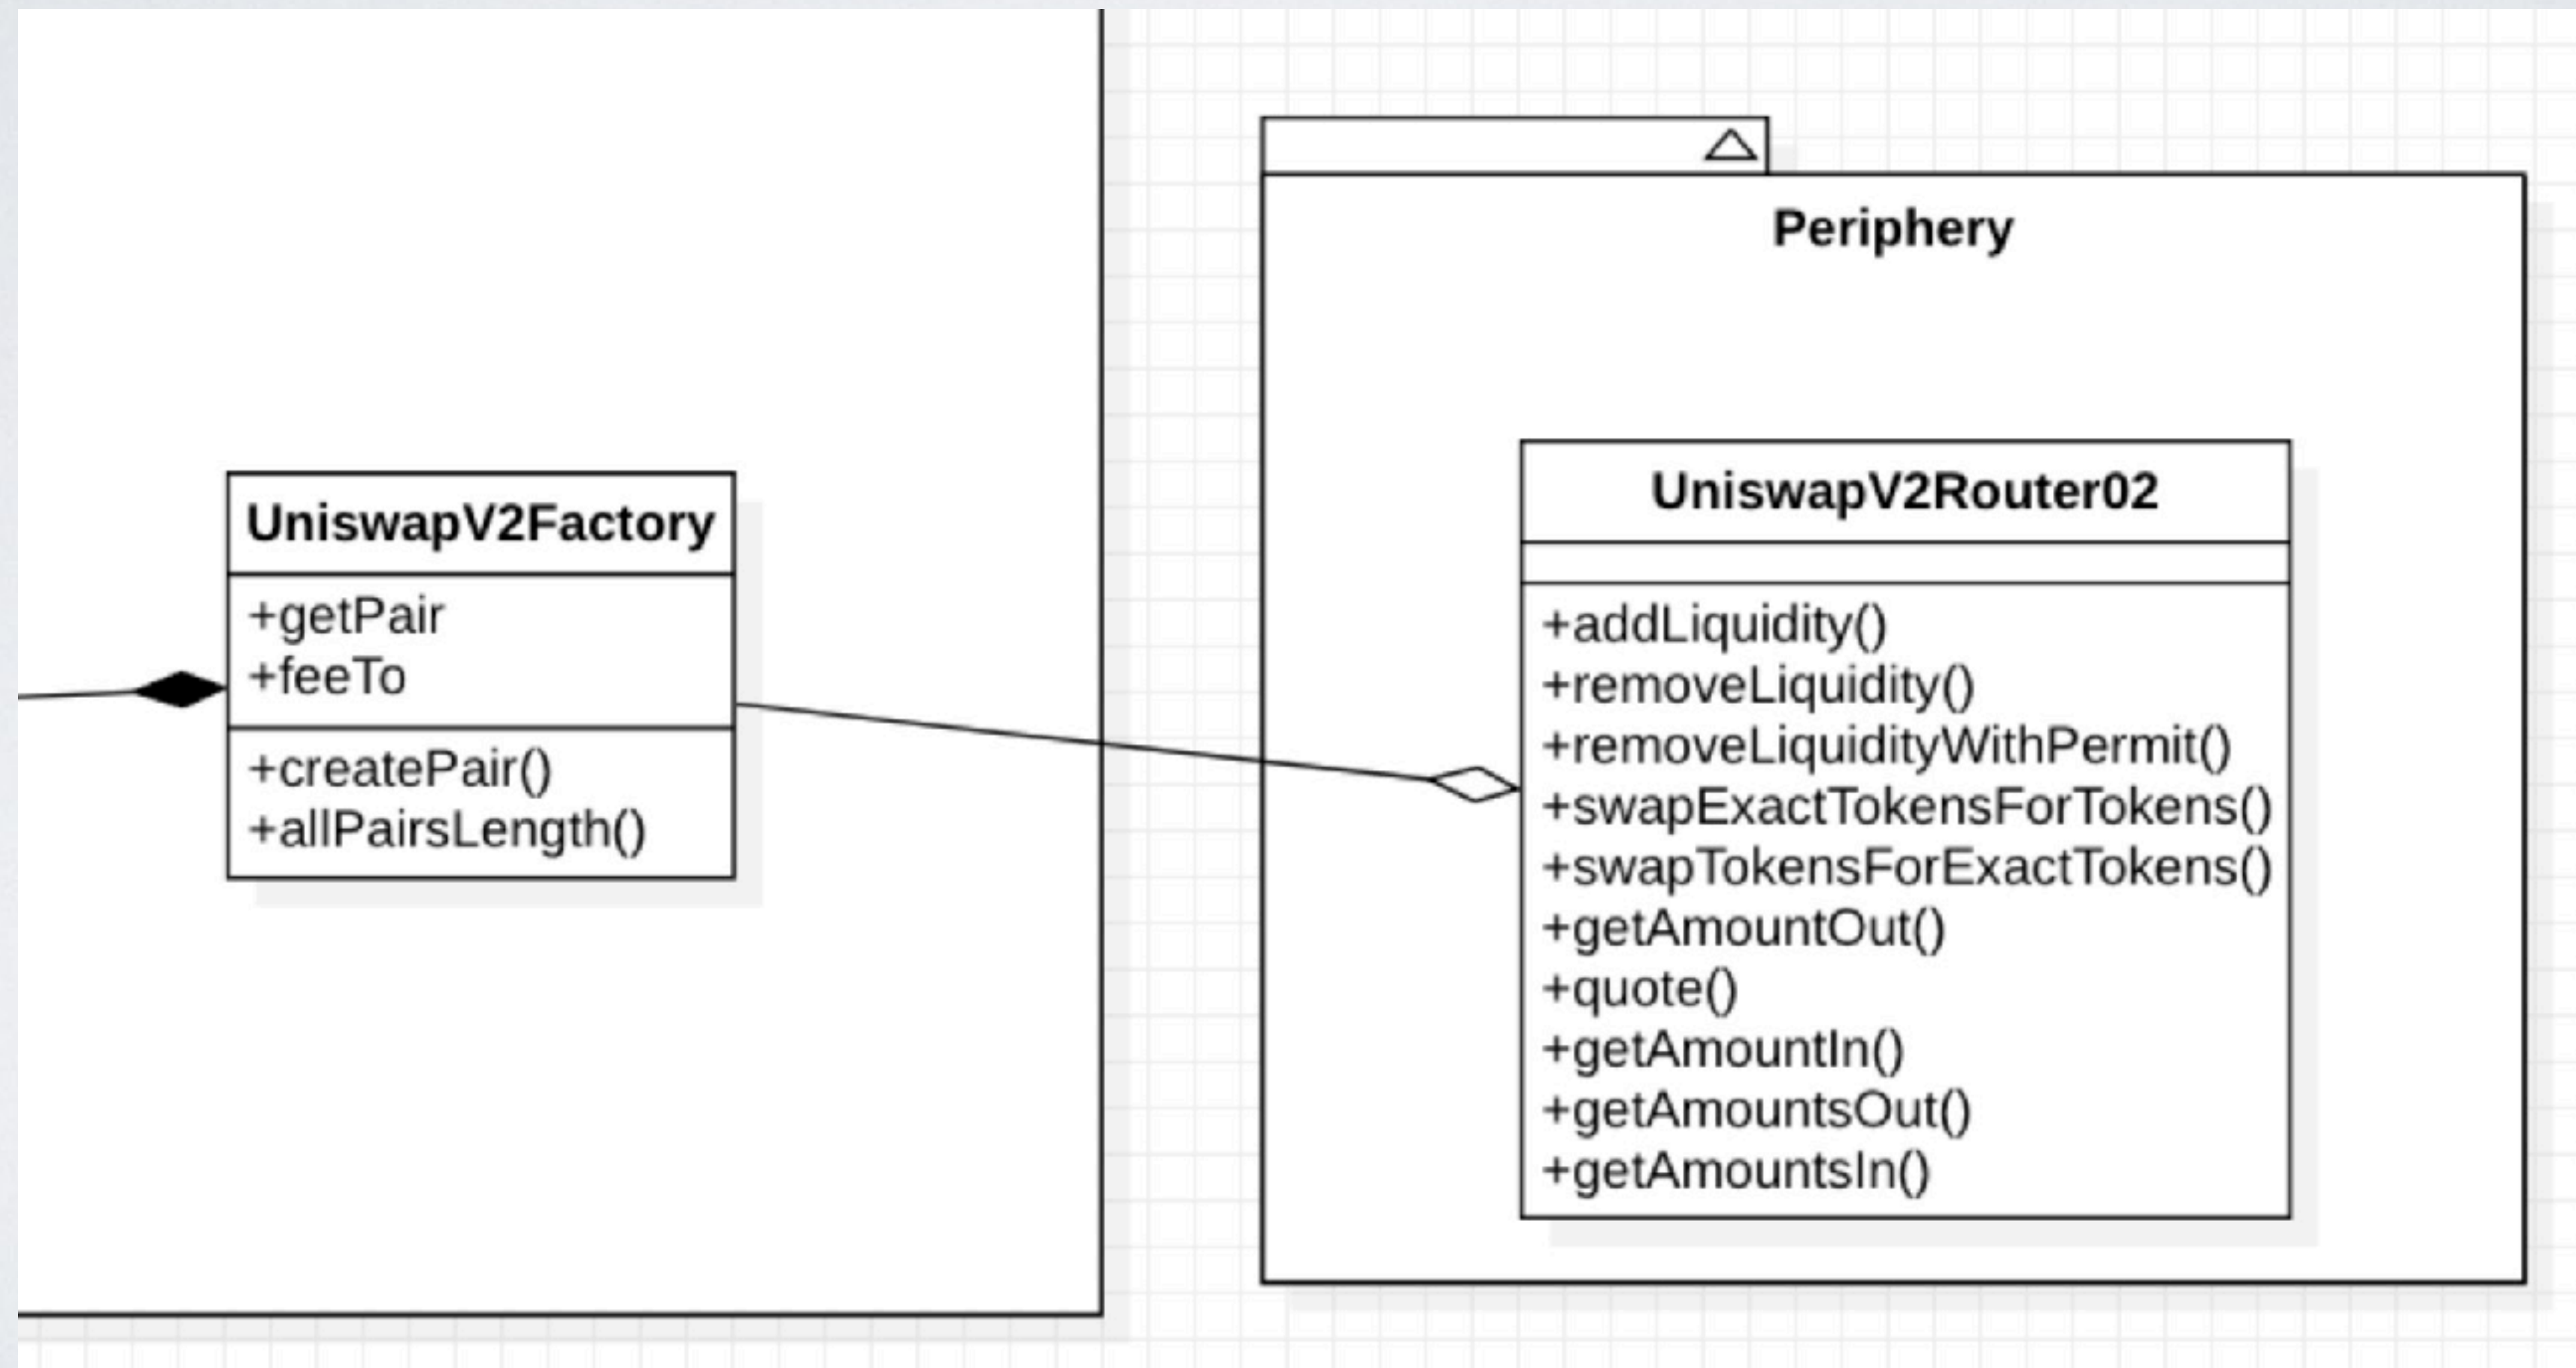 UniswapV2Factory
+getPair
+feeTo
+createPair()
+allPairsLength()
Periphery
UniswapV2Router02
+addLiquidity()
+removeLiquidity()
+removeLiquidityWithPermit()
+swapExactTokensForTokens()
+swapTokensForExactTokens()
+getAmountOut()
+quote()
+getAmountIn()
+getAmountsOut()
+getAmountsIn()